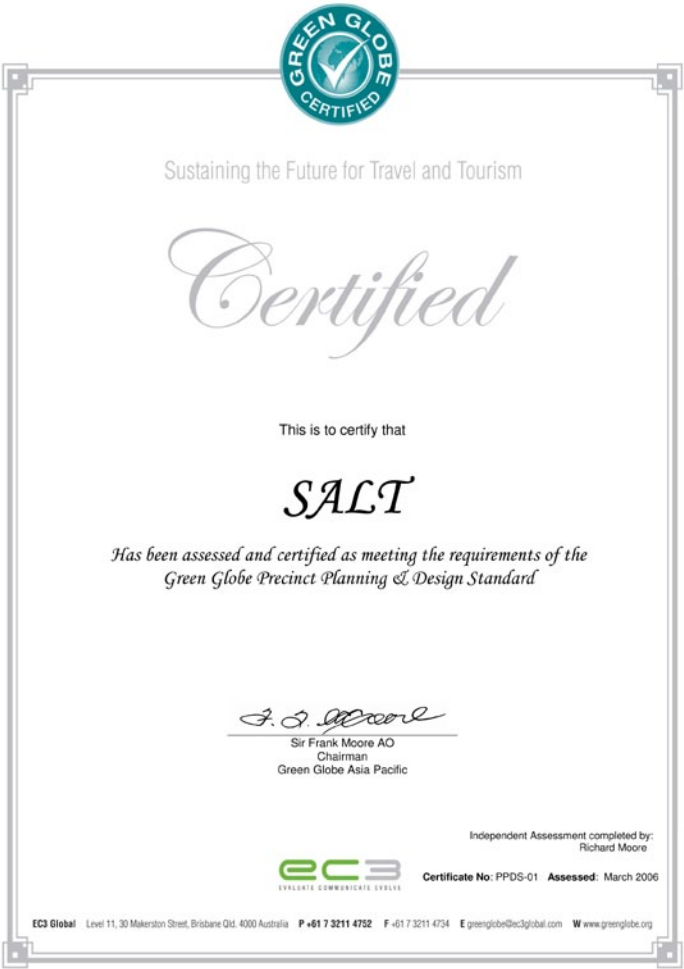 GREEN GLOBE
CERTIFIED
Sustaining the Future for Travel and Tourism
Certified
This is to certify that
SALT
Has been assessed and certified as meeting the requirements of the
Green Globe Precinct Planning & Design Standard
F. I. Moore
Sir Frank Moore AO
Chairman
Green Globe Asia Pacific
Independent Assessment completed by:
Richard Moore
ec3
EVALUATE COMMUNICATE EVOLVE
Certificate No: PPDS-01 Assessed: March 2006
EC3 Global Level 11, 30 Makerston Street, Brisbane Qld. 4000 Australia P +61 7 3211 4752 F +61 7 3211 4734 E greenglobe@ec3global.com W www.greenglobe.org